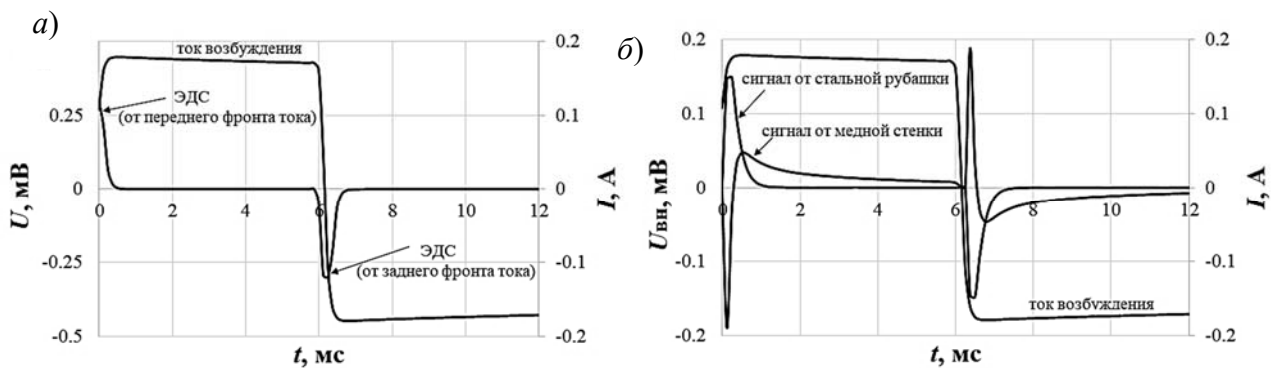 а)
ток возбуждения
ЭДС
(от переднего фронта тока)
ЭДС
(от заднего фронта тока)
0.25
0
-0.25
-0.5
0.2
0.1
0
-0.1
-0.2
0 2 4 6 8 10 12
U, мВ
I, А
t, мс
б)
сигнал от стальной рубашки
сигнал от медной стенки
ток возбуждения
0.2
0.1
0
-0.1
-0.2
0.2
0.1
0
-0.1
-0.2
0 2 4 6 8 10 12
Uвн, мВ
I, А
t, мс